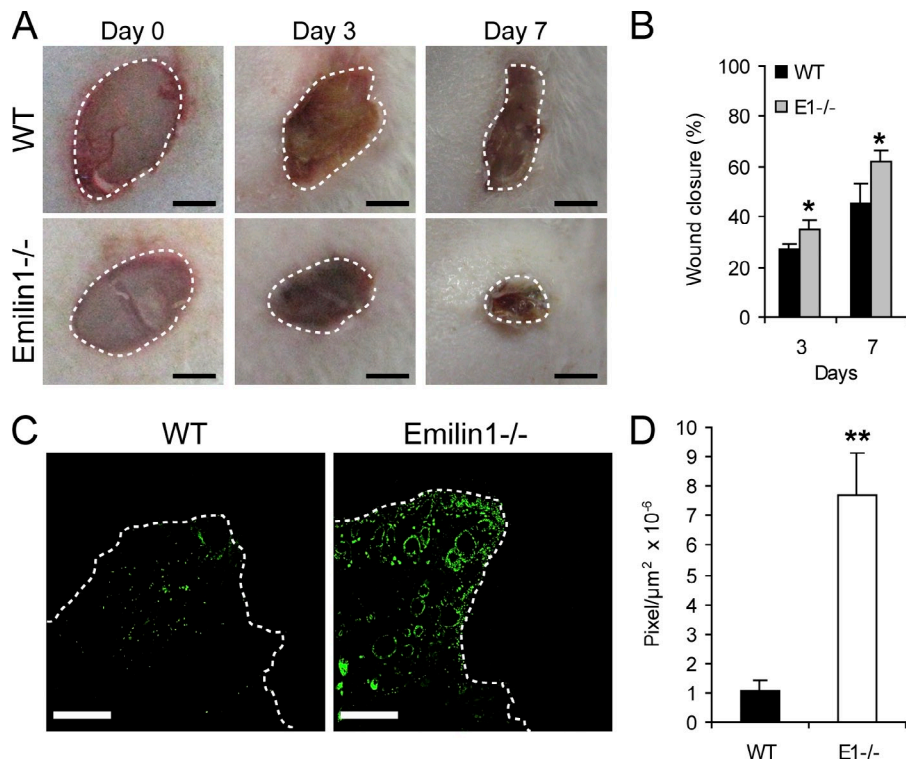 A
Day 0 Day 3 Day 7
WT
Emilin1-/-
B
100
80
60
40
20
0
Wound closure (%)
WT
E1-/-
*
*
3 7
Days
C
WT Emilin1-/-
D
10
9
8
7
6
5
4
3
2
1
0
Pixel/µm² x 10⁻⁶
**
WT E1-/-